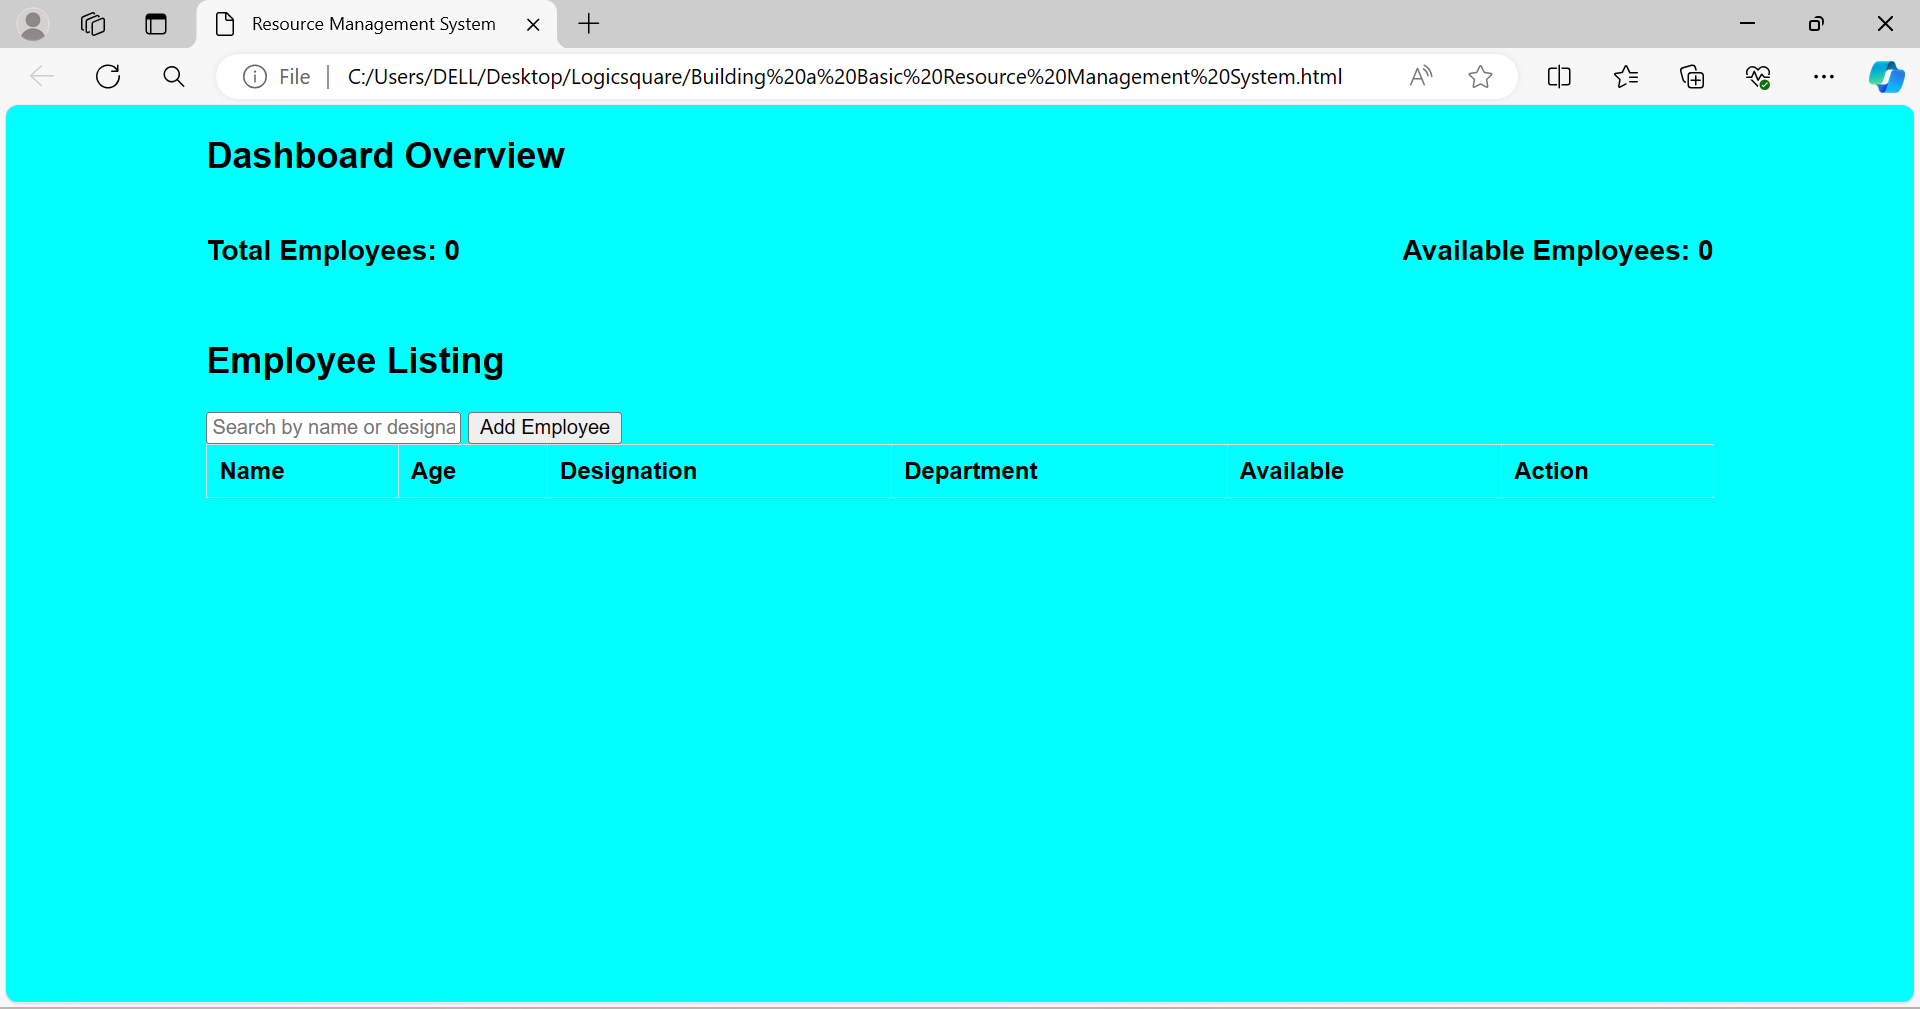 Resource Management System
File C:/Users/DELL/Desktop/Logicsquare/Building%20a%20Basic%20Resource%20Management%20System.html
Dashboard Overview
Total Employees: 0 Available Employees: 0
Employee Listing
Search by name or designa Add Employee
Name Age Designation Department Available Action